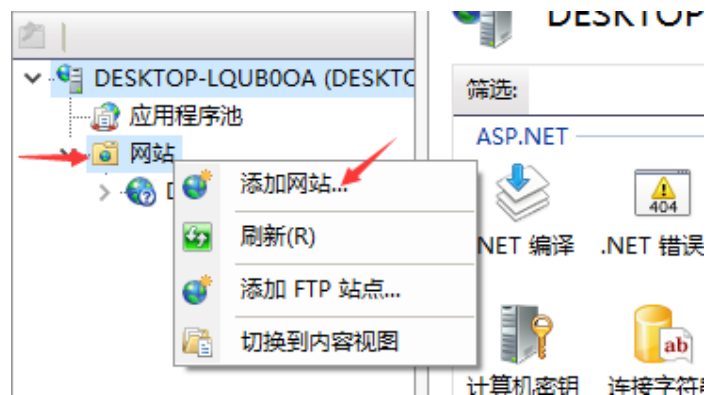 DESKTOP
DESKTOP-LQUB0OA (DESKTO
筛选:
应用程序池
ASP.NET
网站
添加网站...
404
刷新(R)
.NET 编译
.NET 错误
添加 FTP 站点...
切换到内容视图
ab
计算机密钥
连接字符